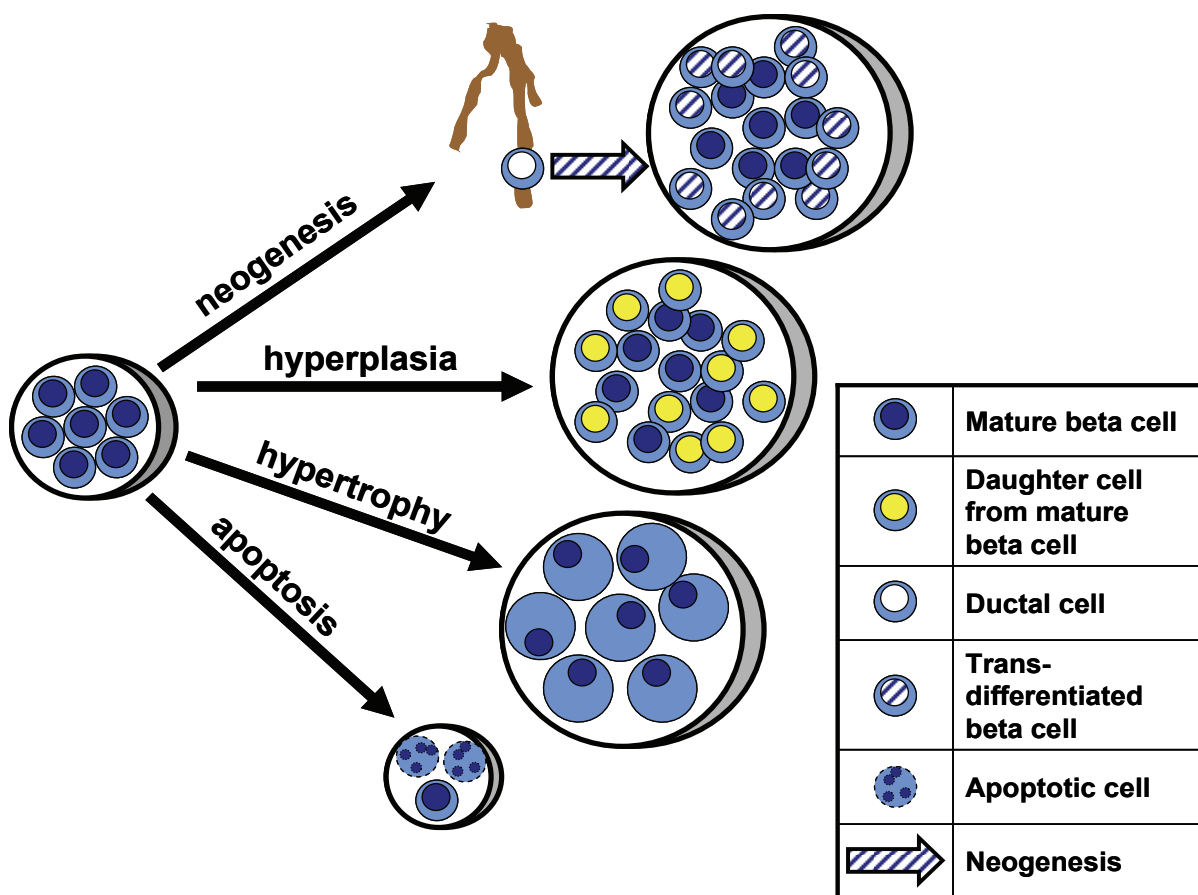 neogenesis
hyperplasia
hypertrophy
apoptosis
Mature beta cell
Daughter cell
from mature
beta cell
Ductal cell
Trans-
differentiated
beta cell
Apoptotic cell
Neogenesis